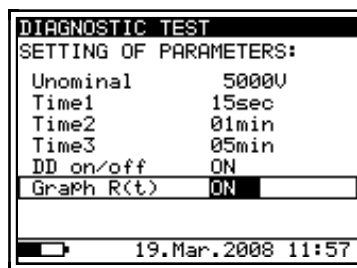 DIAGNOSTIC TEST
SETTING OF PARAMETERS:
Unominal 5000V
Time1 15sec
Time2 01min
Time3 05min
DD on/off ON
Graph R(t) ON
19.Mar.2008 11:57